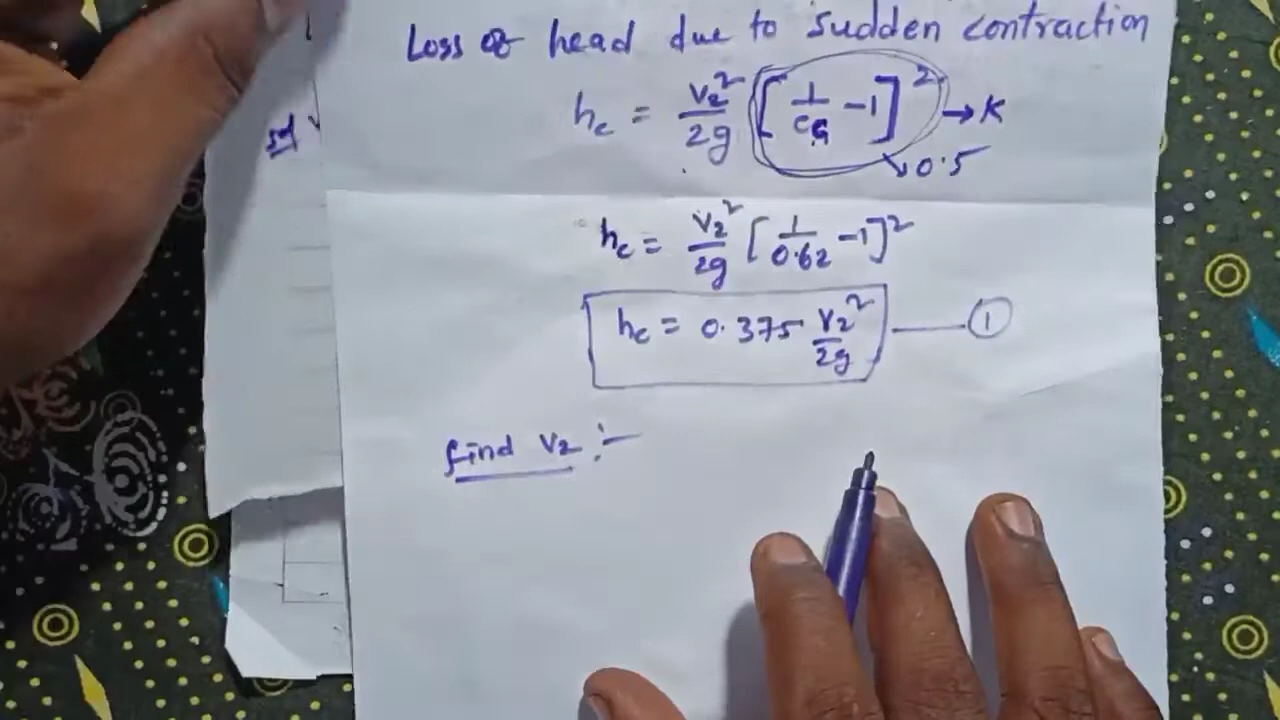 Loss of head due to sudden contraction
hc = V2²/2g [1/Cc -1]² → K
↘ 0.5
sol
hc = V2²/2g [1/0.62 -1]²
hc = 0.375 V2²/2g —— ①
find V2 :-